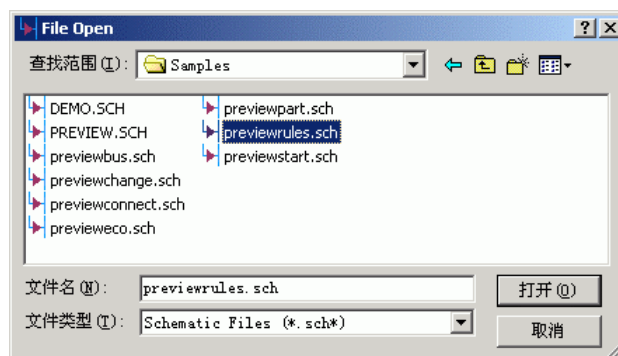 File Open
查找范围(I): Samples
DEMO.SCH previewpart.sch
PREVIEW.SCH previewrules.sch
previewbus.sch previewstart.sch
previewchange.sch
previewconnect.sch
previeweco.sch
文件名(N): previewrules.sch 打开(O)
文件类型(T): Schematic Files (*.sch*) 取消